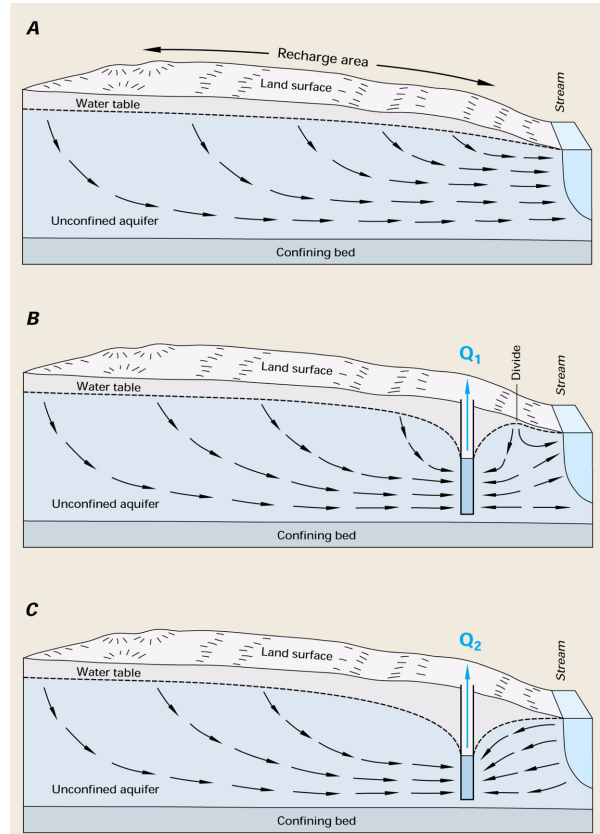 A
Recharge area
Land surface
Stream
Water table
Unconfined aquifer
Confining bed
B
Q₁
Divide
Stream
Land surface
Water table
Unconfined aquifer
Confining bed
C
Q₂
Stream
Land surface
Water table
Unconfined aquifer
Confining bed